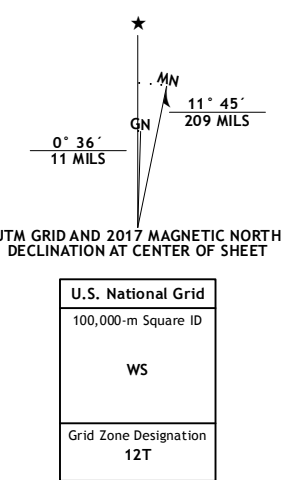 ★
MN
GN
11° 45´
209 MILS
0° 36´
11 MILS
UTM GRID AND 2017 MAGNETIC NORTH
DECLINATION AT CENTER OF SHEET
U.S. National Grid
100,000-m Square ID
WS
Grid Zone Designation
12T